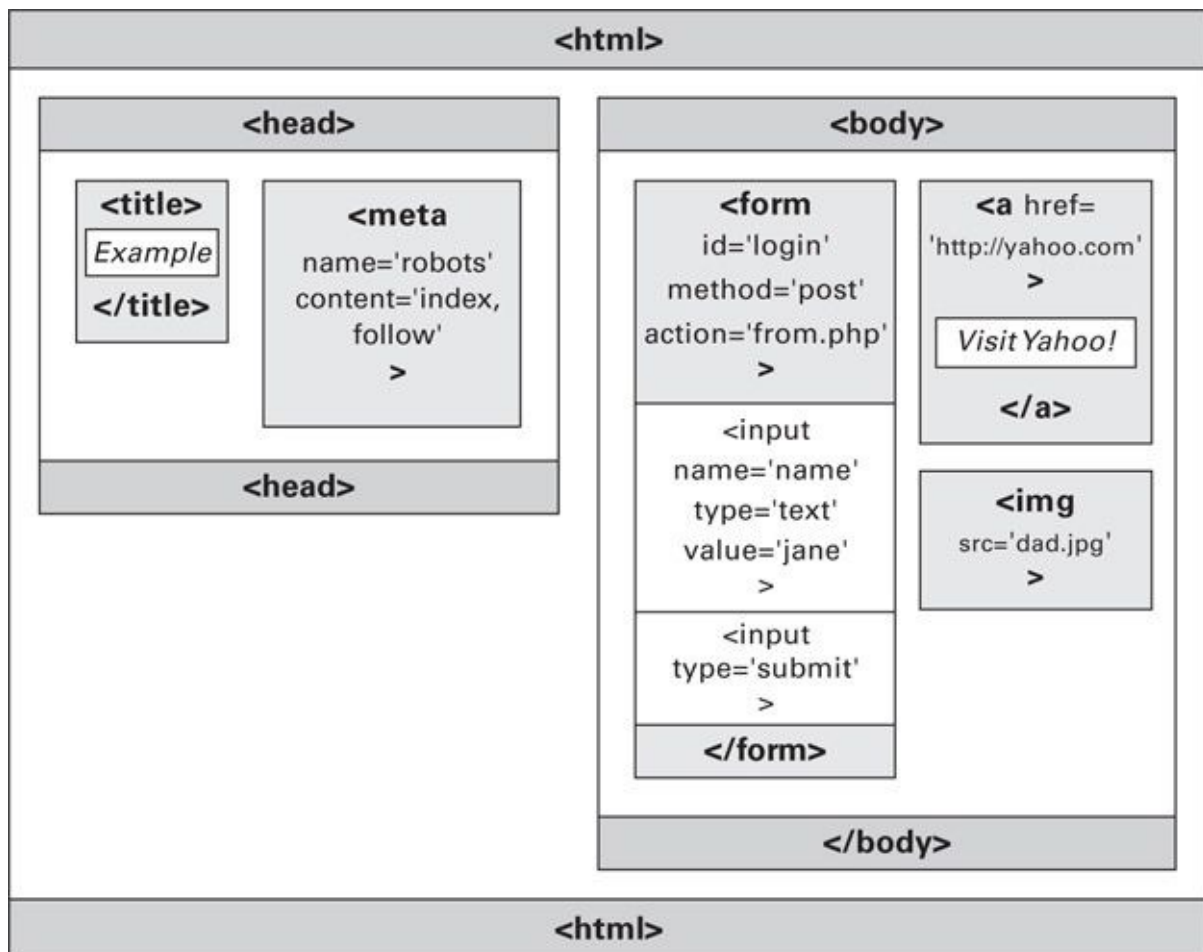 <html>
<head>
<title>
Example
</title>
<meta
name='robots'
content='index,
follow'
>
<head>
<body>
<form
id='login'
method='post'
action='from.php'
>
<input
name='name'
type='text'
value='jane'
>
<input
type='submit'
>
</form>
<a href=
'http://yahoo.com'
>
Visit Yahoo!
</a>
<img
src='dad.jpg'
>
</body>
<html>